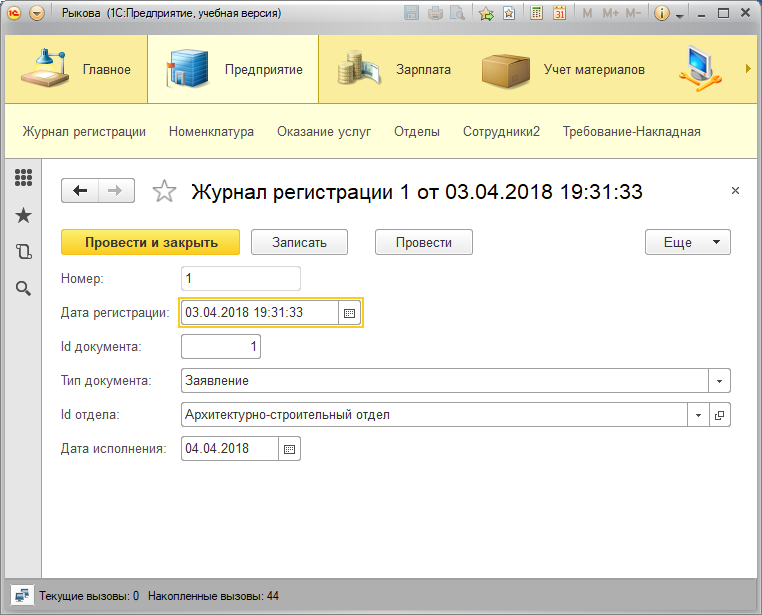 Рыкова (1С:Предприятие, учебная версия)
M M+ M-
31
Главное Предприятие Зарплата Учет материалов
Журнал регистрации Номенклатура Оказание услуг Отделы Сотрудники2 Требование-Накладная
Журнал регистрации 1 от 03.04.2018 19:31:33
Провести и закрыть Записать Провести Еще
Номер: 1
Дата регистрации: 03.04.2018 19:31:33
Id документа: 1
Тип документа: Заявление
Id отдела: Архитектурно-строительный отдел
Дата исполнения: 04.04.2018
Текущие вызовы: 0 Накопленные вызовы: 44